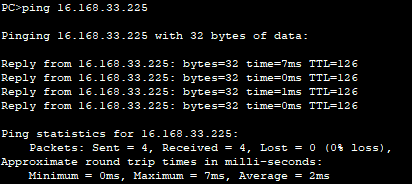 PC>ping 16.168.33.225
Pinging 16.168.33.225 with 32 bytes of data:
Reply from 16.168.33.225: bytes=32 time=7ms TTL=126
Reply from 16.168.33.225: bytes=32 time=0ms TTL=126
Reply from 16.168.33.225: bytes=32 time=1ms TTL=126
Reply from 16.168.33.225: bytes=32 time=0ms TTL=126
Ping statistics for 16.168.33.225:
Packets: Sent = 4, Received = 4, Lost = 0 (0% loss),
Approximate round trip times in milli-seconds:
Minimum = 0ms, Maximum = 7ms, Average = 2ms